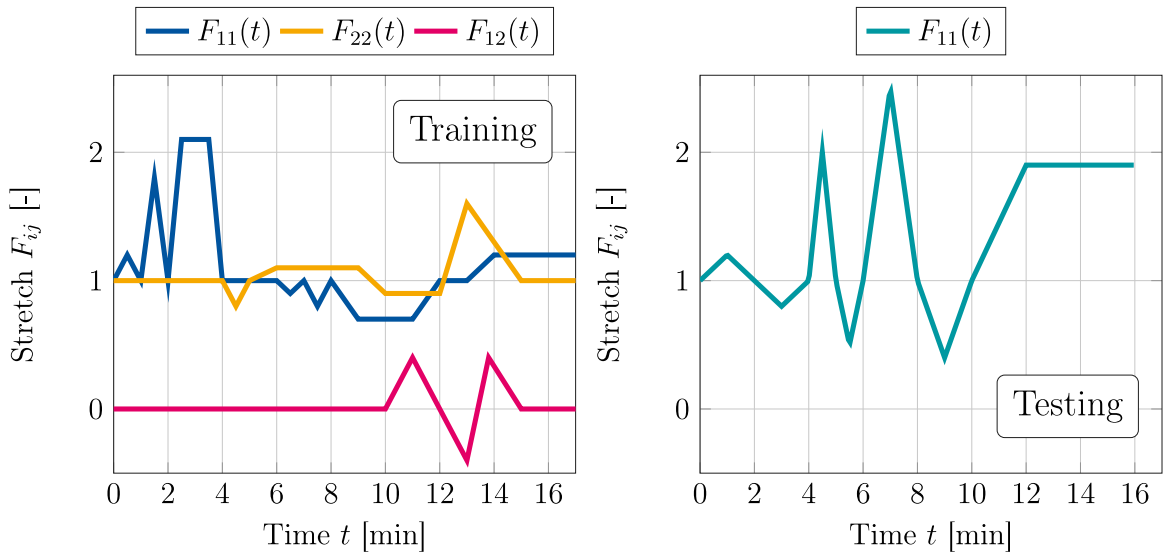 F₁₁(t) F₂₂(t) F₁₂(t)
Training
2
1
0
Stretch Fᵢⱼ [-]
0 2 4 6 8 10 12 14 16
Time t [min]
F₁₁(t)
2
1
0
Stretch Fᵢⱼ [-]
Testing
0 2 4 6 8 10 12 14 16
Time t [min]